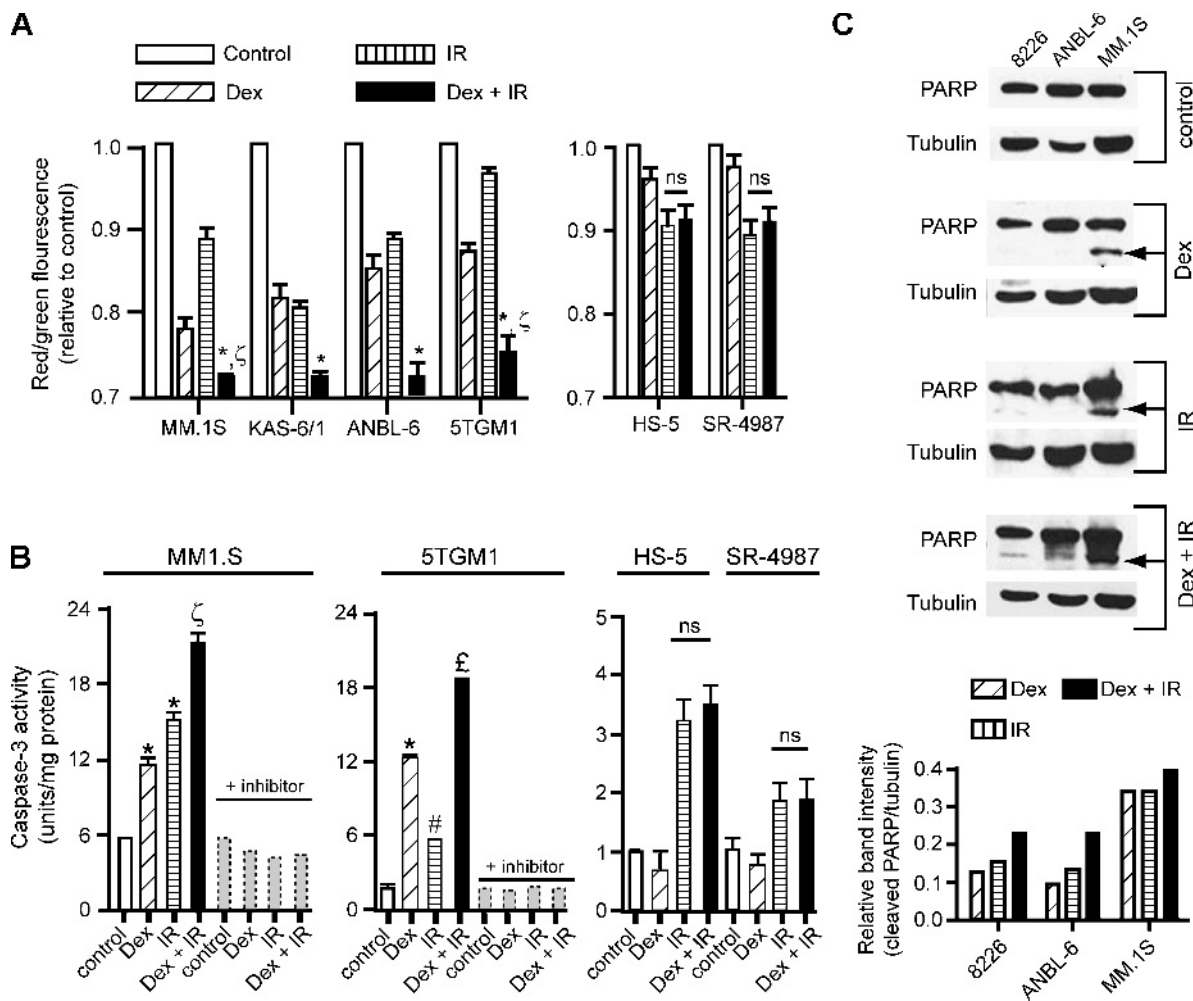 A
Control
IR
Dex
Dex + IR
Red/green flourescence
(relative to control)
1.0
0.9
0.8
0.7
*,ζ
*
*
*,ζ
MM.1S
KAS-6/1
ANBL-6
5TGM1
1.0
0.9
0.8
0.7
ns
ns
HS-5
SR-4987
B
MM1.S
5TGM1
HS-5
SR-4987
Caspase-3 activity
(units/mg protein)
24
18
12
6
0
*
*
ζ
+ inhibitor
control
Dex
IR
Dex + IR
control
Dex
IR
Dex + IR
24
18
12
6
0
*
#
£
+ inhibitor
control
Dex
IR
Dex + IR
control
Dex
IR
Dex + IR
5
4
3
2
1
0
ns
ns
control
Dex
IR
Dex + IR
control
Dex
IR
Dex + IR
C
8226
ANBL-6
MM.1S
PARP
Tubulin
control
PARP
Tubulin
Dex
PARP
Tubulin
IR
PARP
Tubulin
Dex + IR
Dex
Dex + IR
IR
Relative band intensity
(cleaved PARP/tubulin)
0.4
0.3
0.2
0.1
0.0
8226
ANBL-6
MM.1S